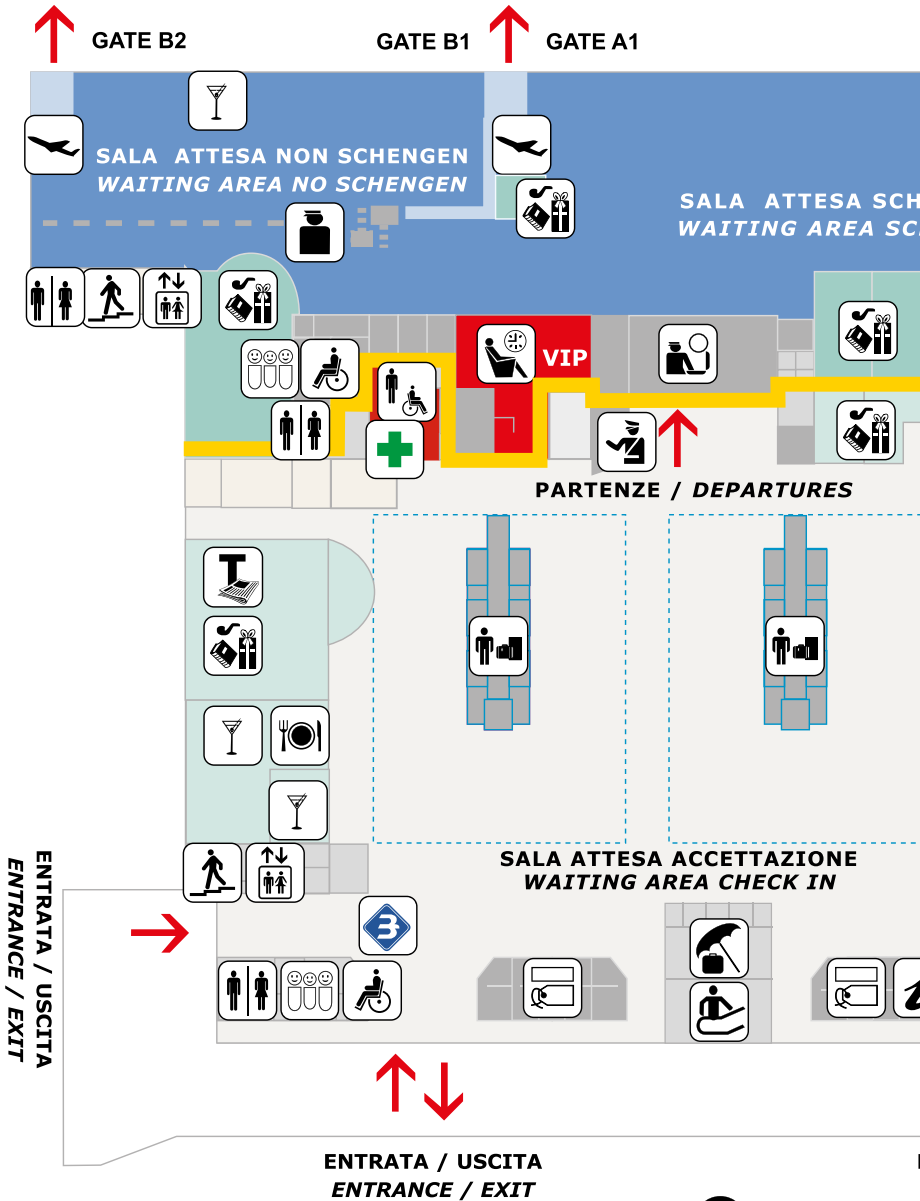 GATE B2
GATE B1
GATE A1
SALA ATTESA NON SCHENGEN
WAITING AREA NO SCHENGEN
SALA ATTESA SCH
WAITING AREA SC
VIP
PARTENZE / DEPARTURES
T
SALA ATTESA ACCETTAZIONE
WAITING AREA CHECK IN
ENTRATA / USCITA
ENTRANCE / EXIT
ENTRATA / USCITA
ENTRANCE / EXIT